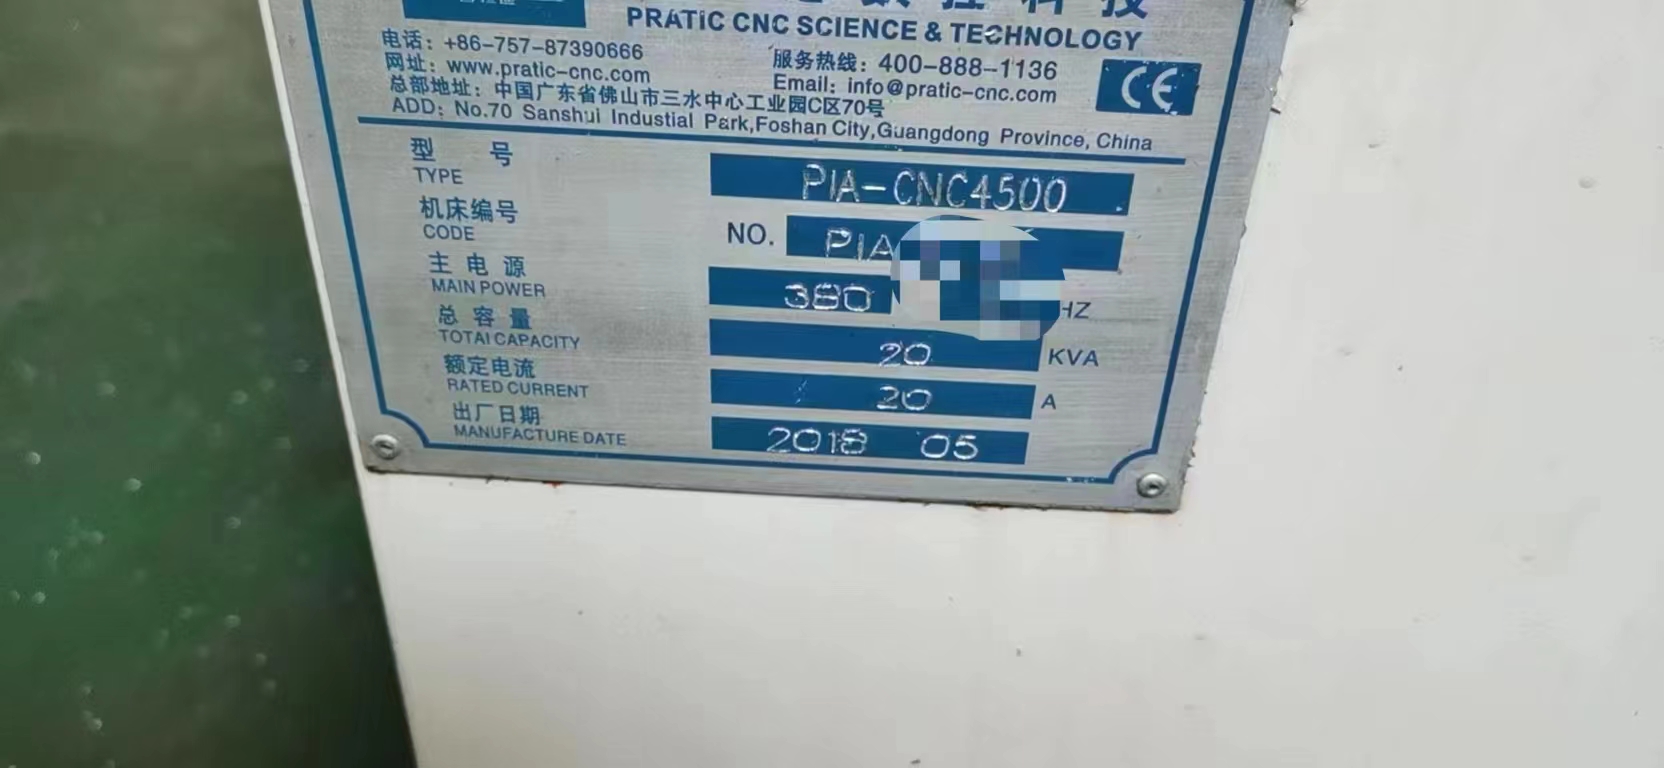 PRATIC CNC SCIENCE & TECHNOLOGY
电话: +86-757-87390666
服务热线: 400-888-1136
网址: www.pratic-cnc.com
Email: info@pratic-cnc.com
总部地址: 中国广东省佛山市三水中心工业园C区70号
ADD: No.70 Sanshui Industial Park,Foshan City,Guangdong Province, China
CE
型 号
TYPE
PIA-CNC4500
机床编号
CODE
NO. PIA
主 电 源
MAIN POWER
380
HZ
总 容 量
TOTAI CAPACITY
20 KVA
额定电流
RATED CURRENT
20 A
出厂日期
MANUFACTURE DATE
2018 05